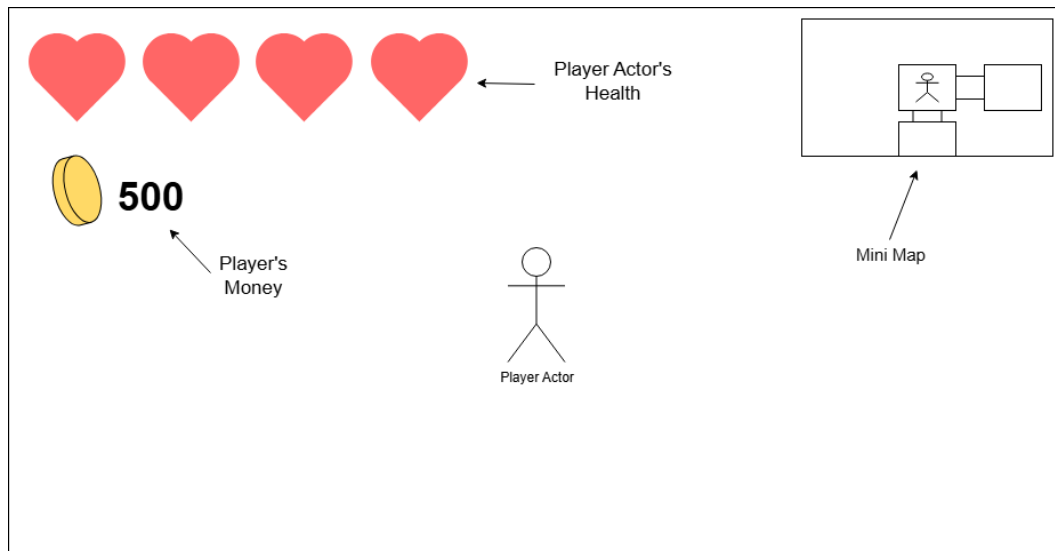 Player Actor's
Health
500
Player's
Money
Mini Map
Player Actor